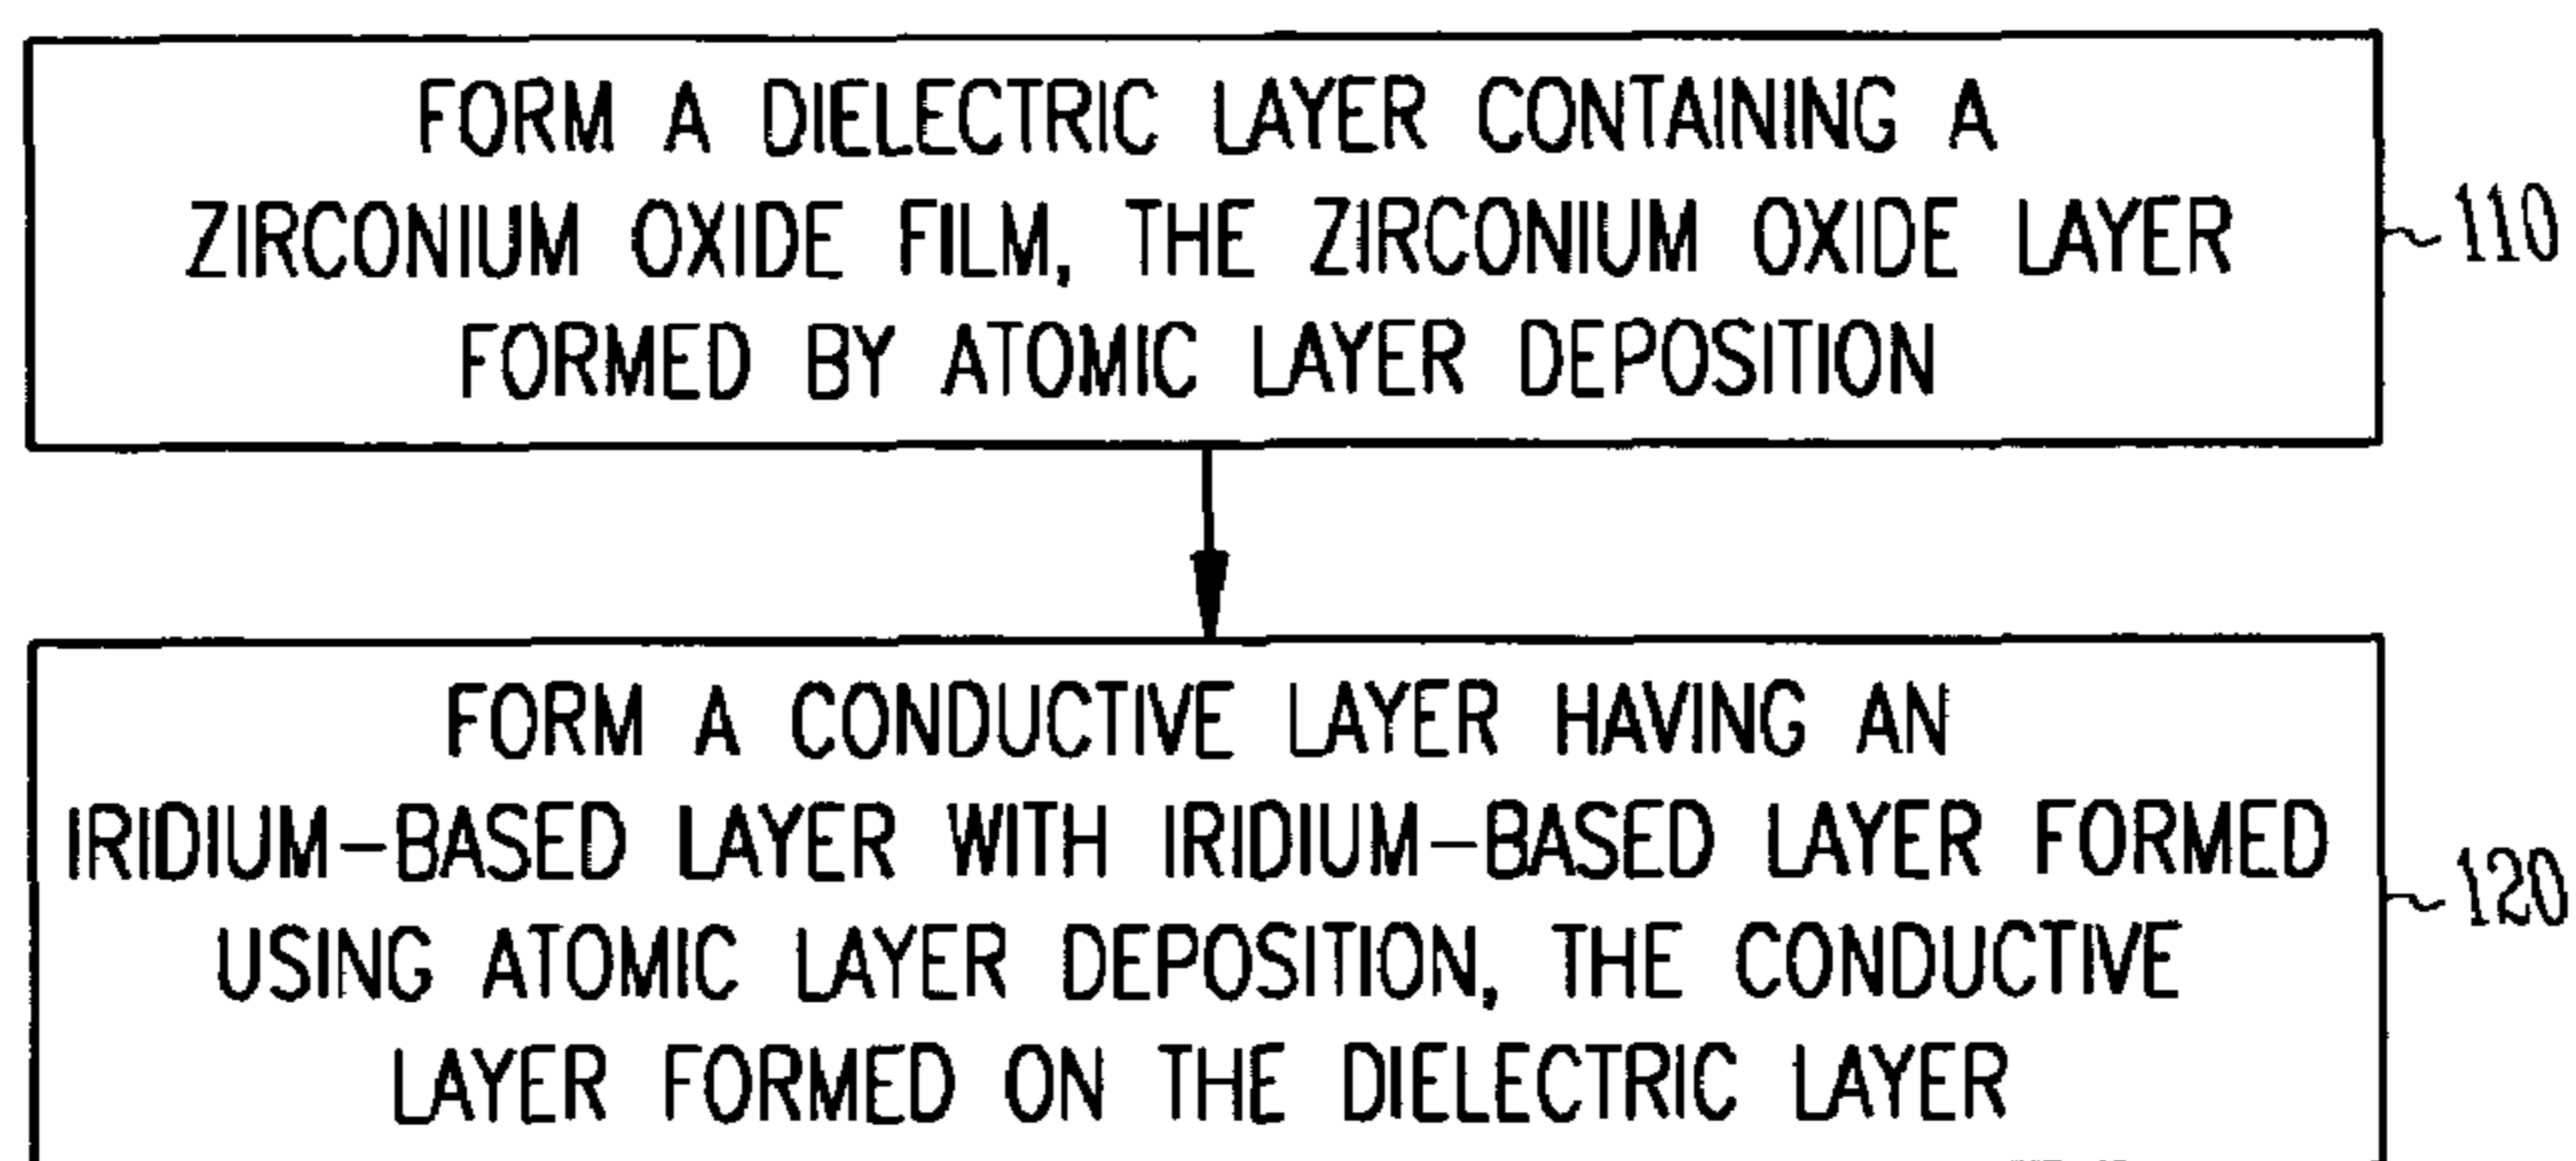 FORM A DIELECTRIC LAYER CONTAINING A
ZIRCONIUM OXIDE FILM, THE ZIRCONIUM OXIDE LAYER
FORMED BY ATOMIC LAYER DEPOSITION
110
FORM A CONDUCTIVE LAYER HAVING AN
IRIDIUM-BASED LAYER WITH IRIDIUM-BASED LAYER FORMED
USING ATOMIC LAYER DEPOSITION, THE CONDUCTIVE
LAYER FORMED ON THE DIELECTRIC LAYER
120